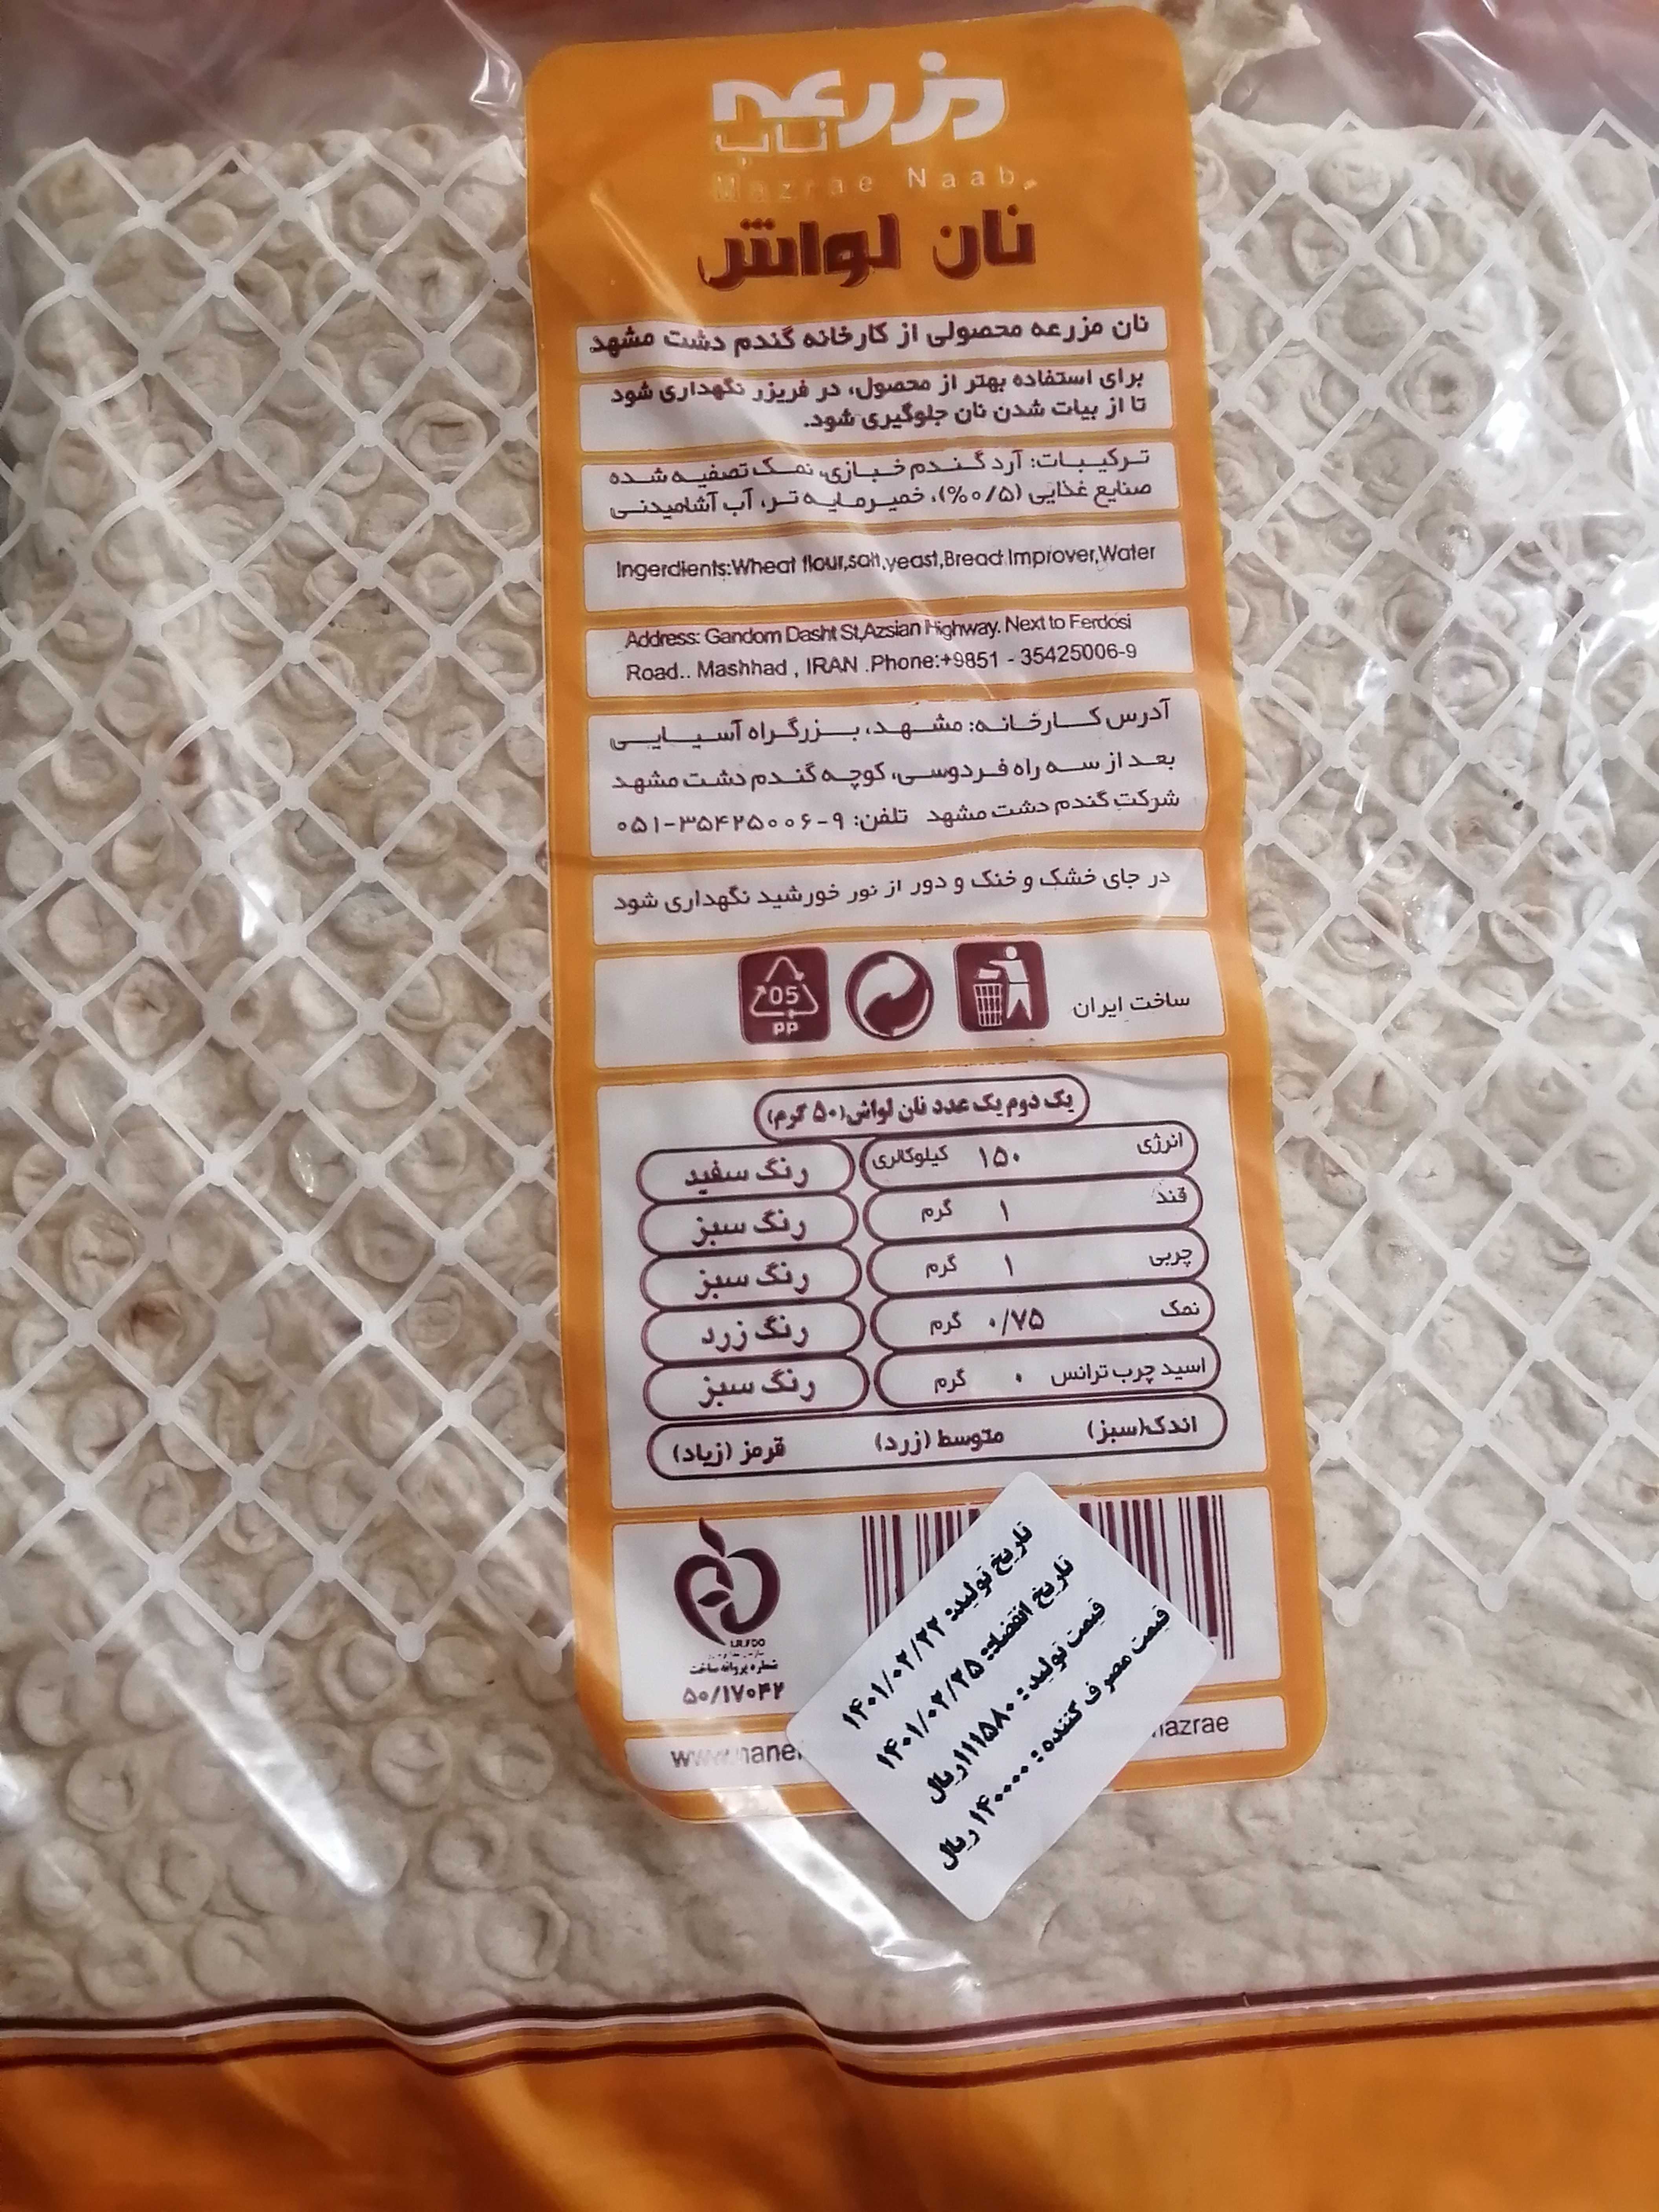 مزرعه
ناب
Mazrae Naab
نان لواش
نان مزرعه محصولی از کارخانه گندم دشت مشهد
برای استفاده بهتر از محصول، در فریزر نگهداری شود
تا از بیات شدن نان جلوگیری شود.
ترکیبات: آرد گندم خبازی، نمک تصفیه شده
صنایع غذایی (۰/۵%)، خمیرمایه تر، آب آشامیدنی
Ingerdients:Wheat flour,salt,yeast,Bread Improver,Water
Address: Gandom Dasht St,Azsian Highway. Next to Ferdosi
Road.. Mashhad , IRAN .Phone:+9851 - 35425006-9
آدرس کارخانه: مشهد، بزرگراه آسیایی
بعد از سه راه فردوسی، کوچه گندم دشت مشهد
شرکت گندم دشت مشهد تلفن: ۹-۳۵۴۲۵۰۰۶-۰۵۱
در جای خشک و خنک و دور از نور خورشید نگهداری شود
ساخت ایران
05
PP
یک دوم یک عدد نان لواش(۵۰ گرم)
انرژی ۱۵۰ کیلوکالری رنگ سفید
قند ۱ گرم رنگ سبز
چربی ۱ گرم رنگ سبز
نمک ۰/۷۵ گرم رنگ زرد
اسید چرب ترانس ۰ گرم رنگ سبز
اندک(سبز) متوسط (زرد) قرمز (زیاد)
I.R.FDO
شماره پروانه ساخت
۵۰/۱۷۰۴۲
تاریخ تولید: ۱۴۰۱/۰۲/۲۲
تاریخ انقضاء: ۱۴۰۱/۰۲/۲۵
قیمت تولید: ۱۱۱۵۸۰ریال
قیمت مصرف کننده: ۱۴۰۰۰۰ ریال